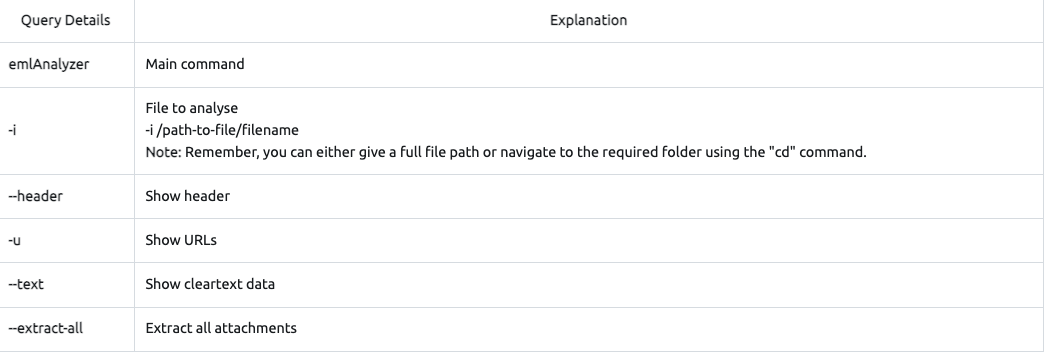 Query Details Explanation
emlAnalyzer Main command
-i File to analyse
-i /path-to-file/filename
Note: Remember, you can either give a full file path or navigate to the required folder using the "cd" command.
--header Show header
-u Show URLs
--text Show cleartext data
--extract-all Extract all attachments